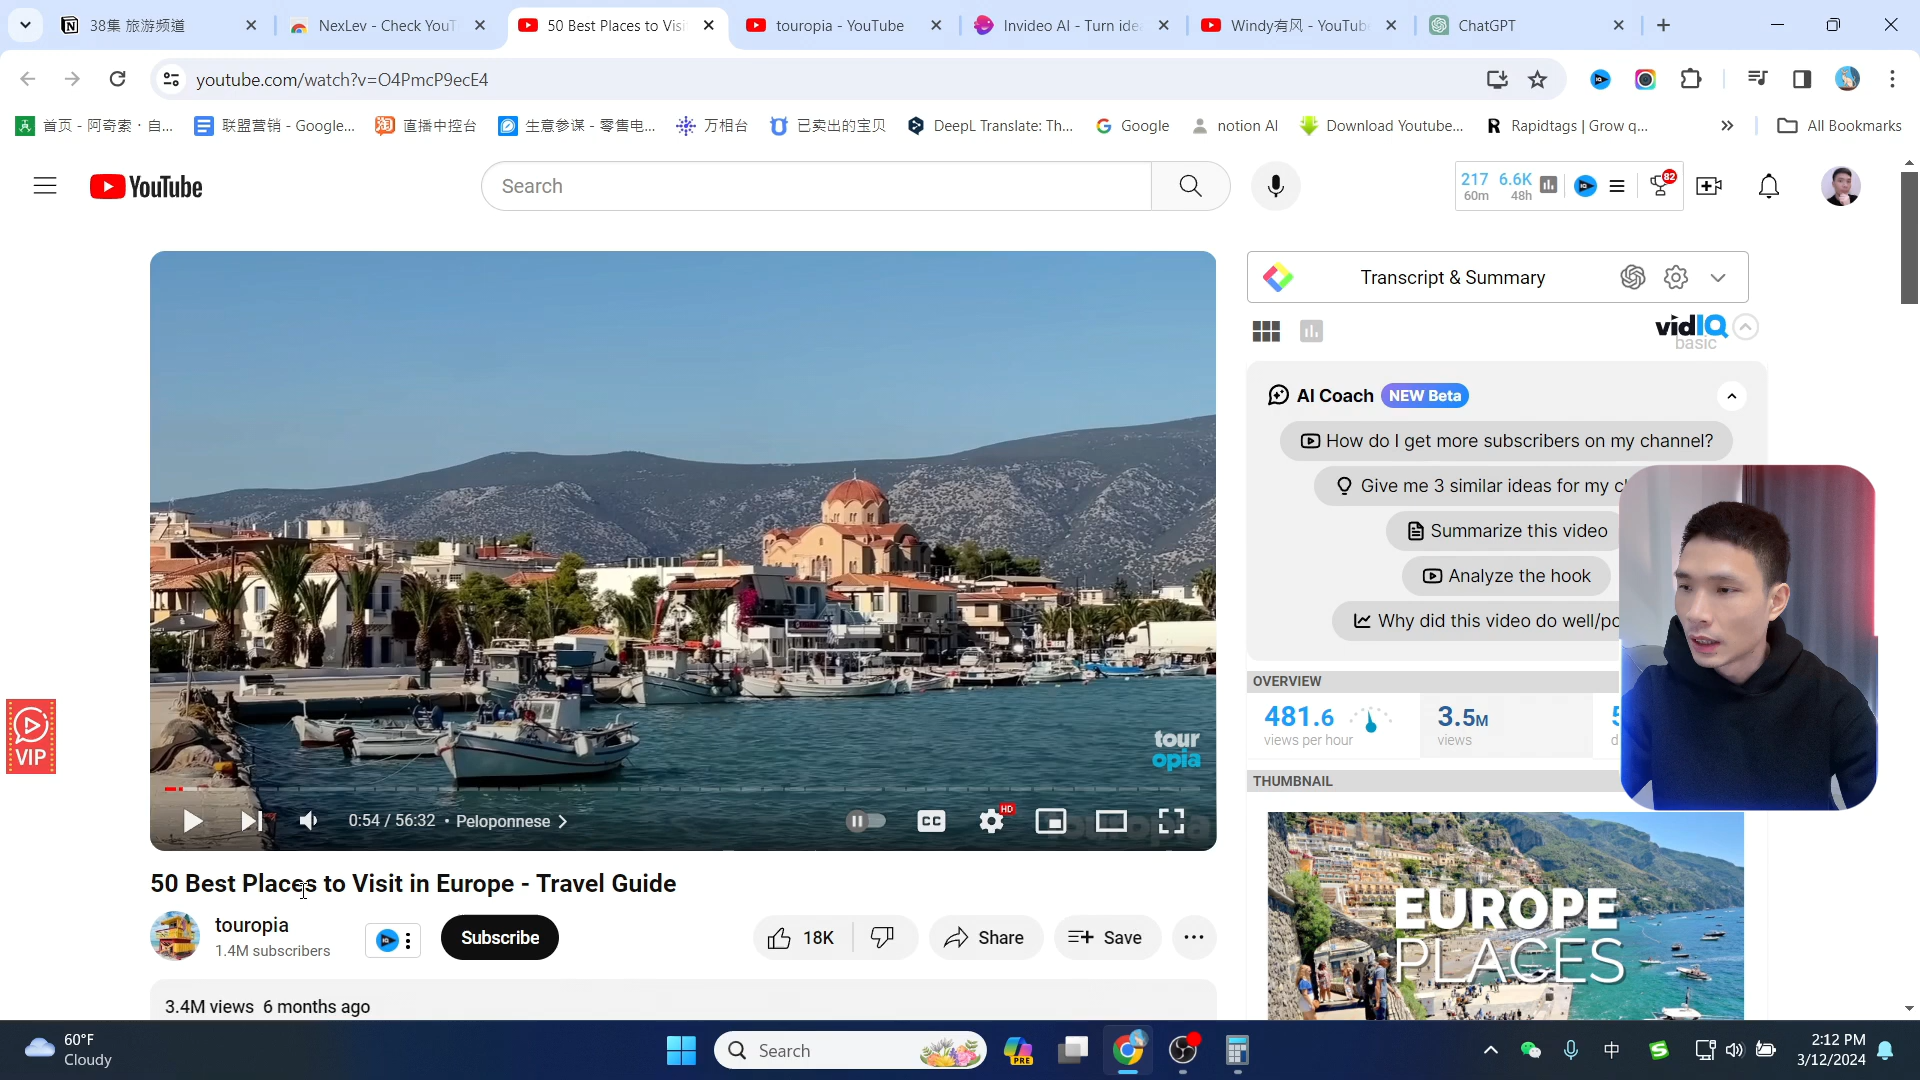 38集 旅游频道
NexLev - Check YouT
50 Best Places to Visi
touropia - YouTube
Invideo AI - Turn ide
Windy有风 - YouTub
ChatGPT
youtube.com/watch?v=O4PmcP9ecE4
首页 - 阿奇索 · 自...
联盟营销 - Google...
直播中控台
生意参谋 - 零售电...
万相台
已卖出的宝贝
DeepL Translate: Th...
Google
notion AI
Download Youtube...
Rapidtags | Grow q...
All Bookmarks
YouTube
Search
217 6.6K
60m 48h
82
Transcript & Summary
vidIQ
basic
AI Coach NEW Beta
How do I get more subscribers on my channel?
Give me 3 similar ideas for my c
Summarize this video
Analyze the hook
Why did this video do well/po
OVERVIEW
481.6
views per hour
3.5M
views
THUMBNAIL
EUROPE
PLACES
tour
opia
VIP
0:54 / 56:32 • Peloponnese
CC
HD
50 Best Places to Visit in Europe - Travel Guide
touropia
1.4M subscribers
Subscribe
18K
Share
Save
3.4M views 6 months ago
60°F
Cloudy
Search
PRE
中
2:12 PM
3/12/2024